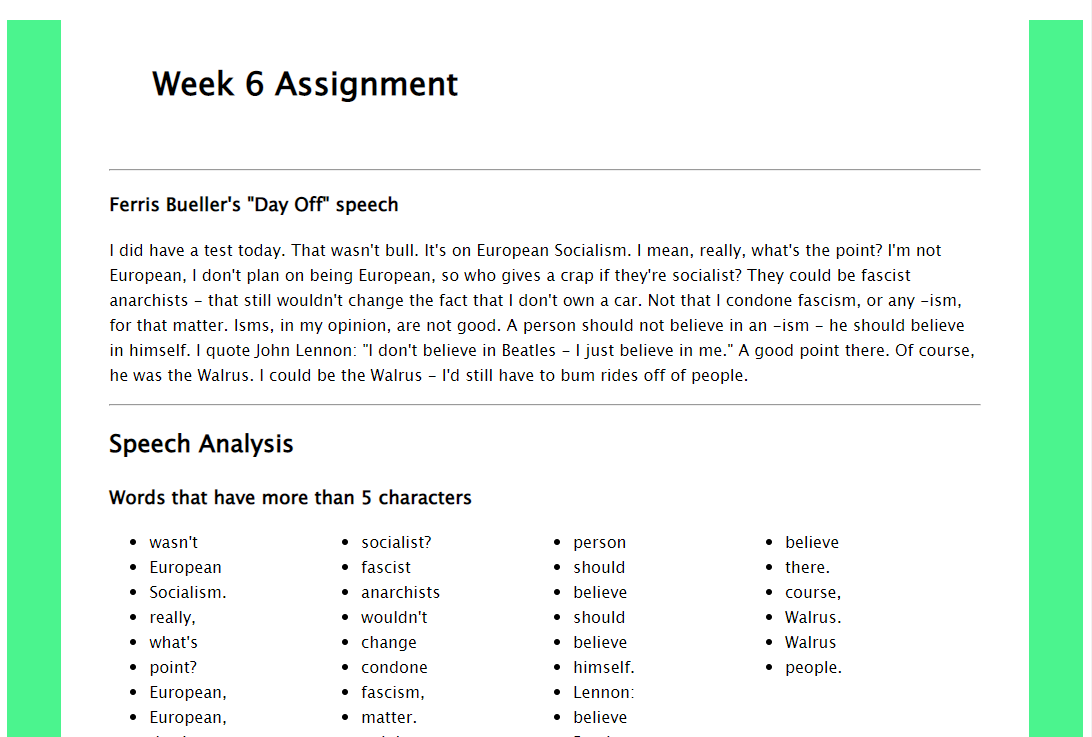 Week 6 Assignment
Ferris Bueller's "Day Off" speech
I did have a test today. That wasn't bull. It's on European Socialism. I mean, really, what's the point? I'm not
European, I don't plan on being European, so who gives a crap if they're socialist? They could be fascist
anarchists - that still wouldn't change the fact that I don't own a car. Not that I condone fascism, or any -ism,
for that matter. Isms, in my opinion, are not good. A person should not believe in an -ism - he should believe
in himself. I quote John Lennon: "I don't believe in Beatles - I just believe in me." A good point there. Of course,
he was the Walrus. I could be the Walrus - I'd still have to bum rides off of people.
Speech Analysis
Words that have more than 5 characters
• wasn't
• European
• Socialism.
• really,
• what's
• point?
• European,
• European,
• socialist?
• fascist
• anarchists
• wouldn't
• change
• condone
• fascism,
• matter.
• person
• should
• believe
• should
• believe
• himself.
• Lennon:
• believe
• believe
• there.
• course,
• Walrus.
• Walrus
• people.